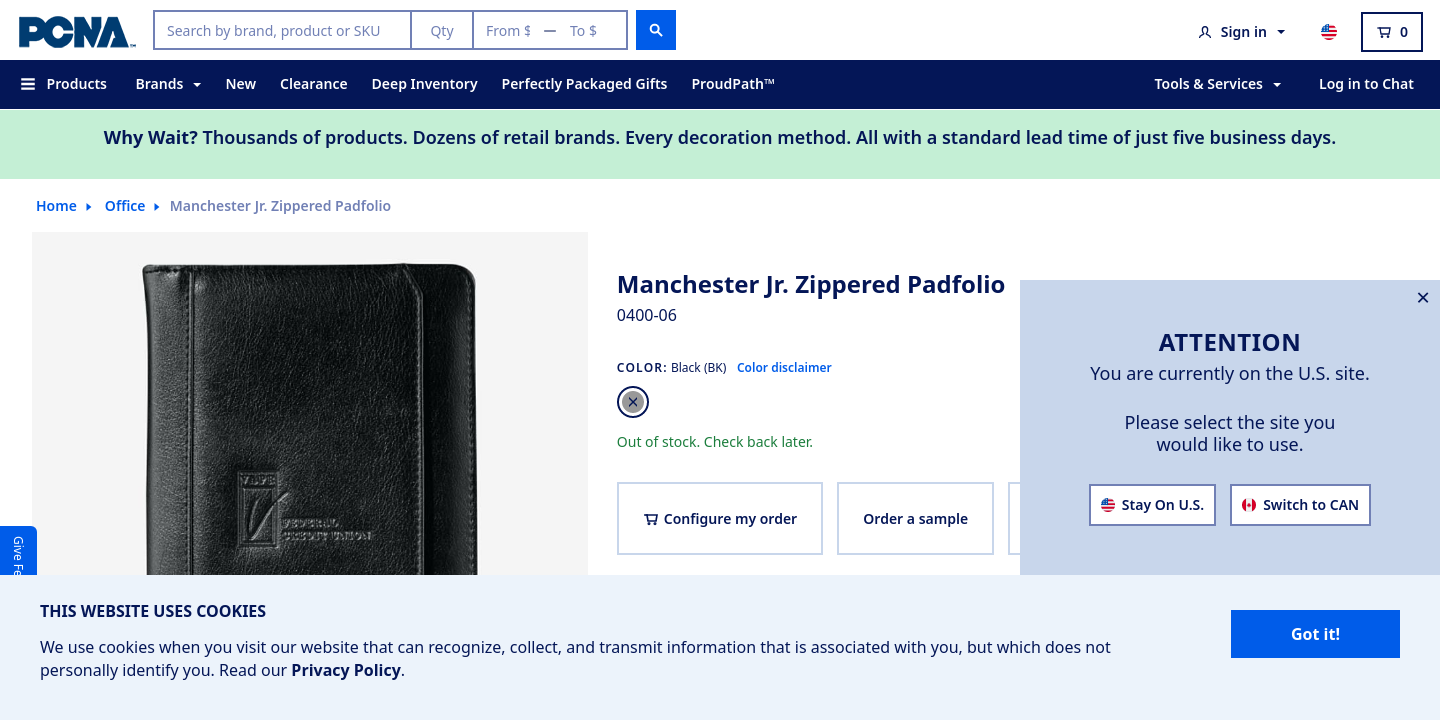 PCNA
Search by brand, product or SKU
Qty
From $ — To $
Sign in
0
Products
Brands
New
Clearance
Deep Inventory
Perfectly Packaged Gifts
ProudPath™
Tools & Services
Log in to Chat
Why Wait? Thousands of products. Dozens of retail brands. Every decoration method. All with a standard lead time of just five business days.
Home
Office
Manchester Jr. Zippered Padfolio
FEDERAL
CREDIT UNION
Manchester Jr. Zippered Padfolio
0400-06
COLOR: Black (BK) Color disclaimer
Out of stock. Check back later.
Configure my order
Order a sample
ATTENTION
You are currently on the U.S. site.
Please select the site you
would like to use.
Stay On U.S.
Switch to CAN
Give Fe
THIS WEBSITE USES COOKIES
We use cookies when you visit our website that can recognize, collect, and transmit information that is associated with you, but which does not
personally identify you. Read our Privacy Policy.
Got it!